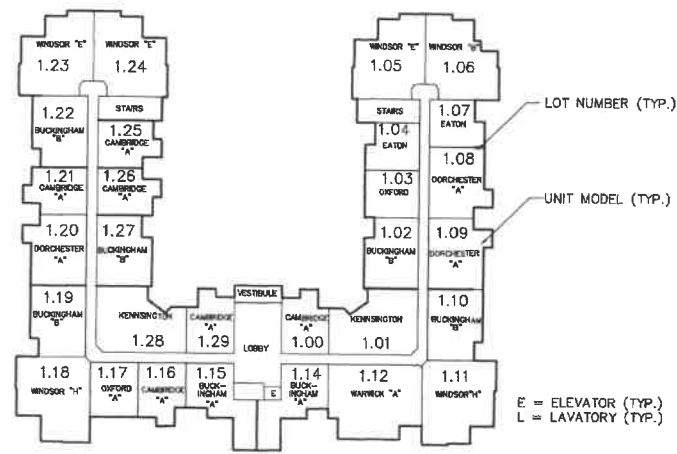 WINDSOR "E"
1.23
WINDSOR "E"
1.24
1.22
BUCKINGHAM
"B"
STAIRS
1.25
CAMBRIDGE
"A"
1.21
CAMBRIDGE
"A"
1.26
CAMBRIDGE
"A"
1.20
DORCHESTER
"A"
1.27
BUCKINGHAM
"B"
1.19
BUCKINGHAM
"B"
KENNSINGTON
1.28
CAMBRIDGE
"A"
1.29
1.18
WINDSOR "H"
1.17
OXFORD
"A"
1.16
CAMBRIDGE
"A"
1.15
BUCK-
INGHAM
"A"
VESTIBULE
LOBBY
E
WINDSOR "E"
1.05
WINDSOR "B"
1.06
STAIRS
1.07
EATON
1.04
EATON
1.08
DORCHESTER
"A"
1.03
OXFORD
1.02
BUCKINGHAM
"B"
1.09
DORCHESTER
"A"
1.10
BUCKINGHAM
"B"
CAMBRIDGE
"A"
1.00
KENNSINGTON
1.01
1.14
BUCK-
INGHAM
"A"
1.12
WARWICK "A"
1.11
WINDSOR"H"
LOT NUMBER (TYP.)
UNIT MODEL (TYP.)
E = ELEVATOR (TYP.)
L = LAVATORY (TYP.)